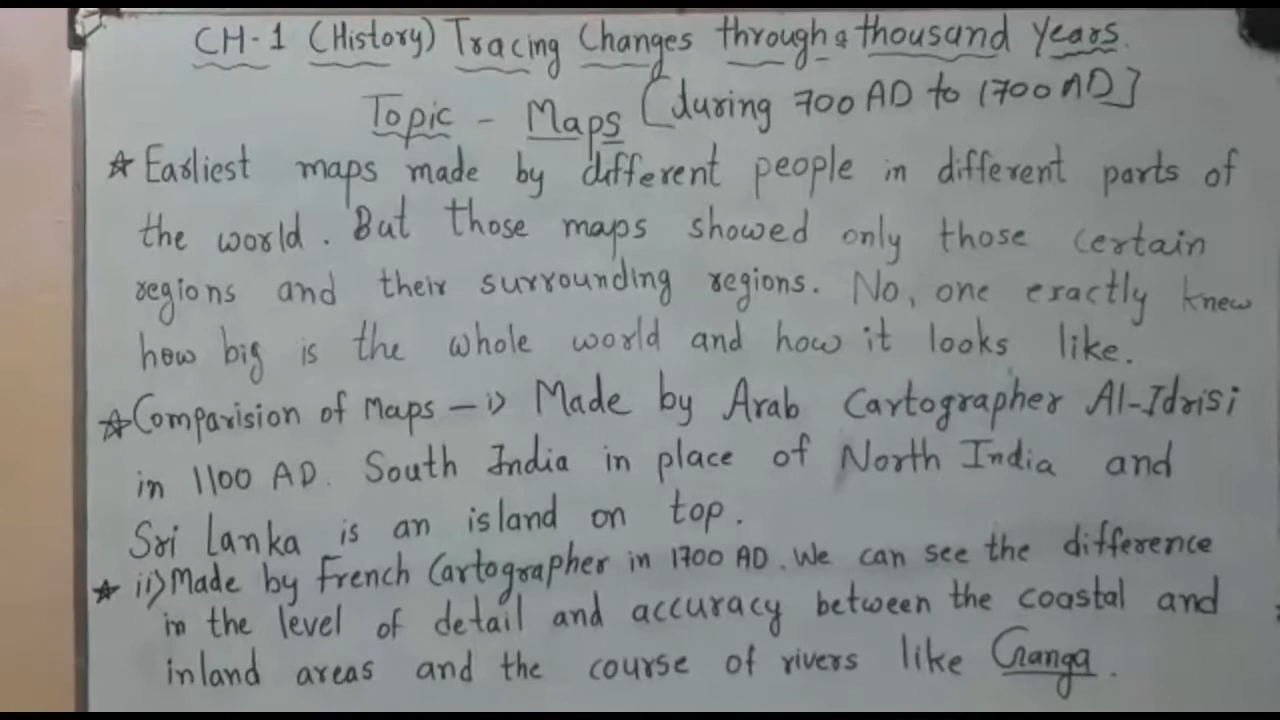 CH-1 (History) Tracing Changes through a thousand Years.
Topic - Maps [during 700 AD to 1700 AD]
☆ Earliest maps made by different people in different parts of
the world. But those maps showed only those certain
regions and their surrounding regions. No, one exactly knew
how big is the whole world and how it looks like.
☆ Comparision of Maps - i) Made by Arab Cartographer Al-Idrisi
in 1100 AD. South India in place of North India and
Sri Lanka is an island on top.
☆ ii) Made by French Cartographer in 1700 AD. We can see the difference
in the level of detail and accuracy between the coastal and
inland areas and the course of rivers like Ganga.